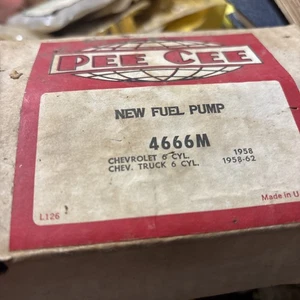 PEE CEE
NEW FUEL PUMP
4666M
CHEVROLET 6 CYL. 1958
CHEV. TRUCK 6 CYL. 1958-62
Made in U
L126